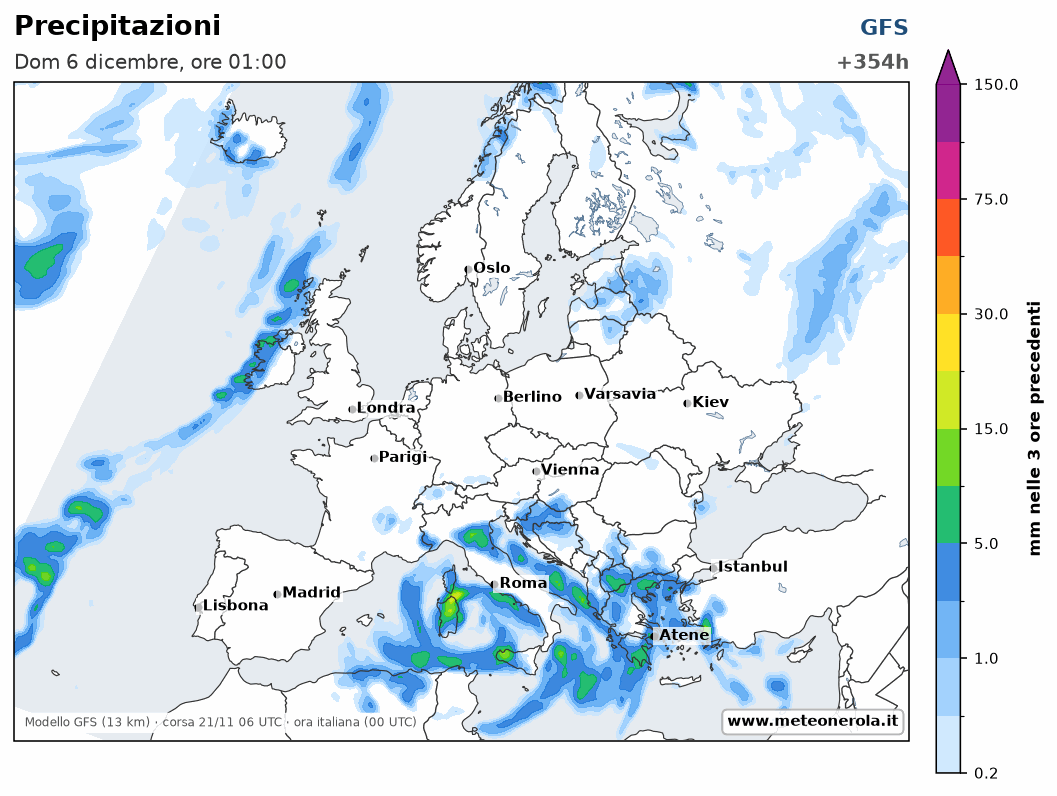 Precipitazioni
GFS
Dom 6 dicembre, ore 01:00
+354h
Oslo
Londra
Berlino
Varsavia
Kiev
Parigi
Vienna
Roma
Istanbul
Madrid
Lisbona
Atene
Modello GFS (13 km) · corsa 21/11 06 UTC · ora italiana (00 UTC)
www.meteonerola.it
150.0
75.0
30.0
15.0
5.0
1.0
0.2
mm nelle 3 ore precedenti